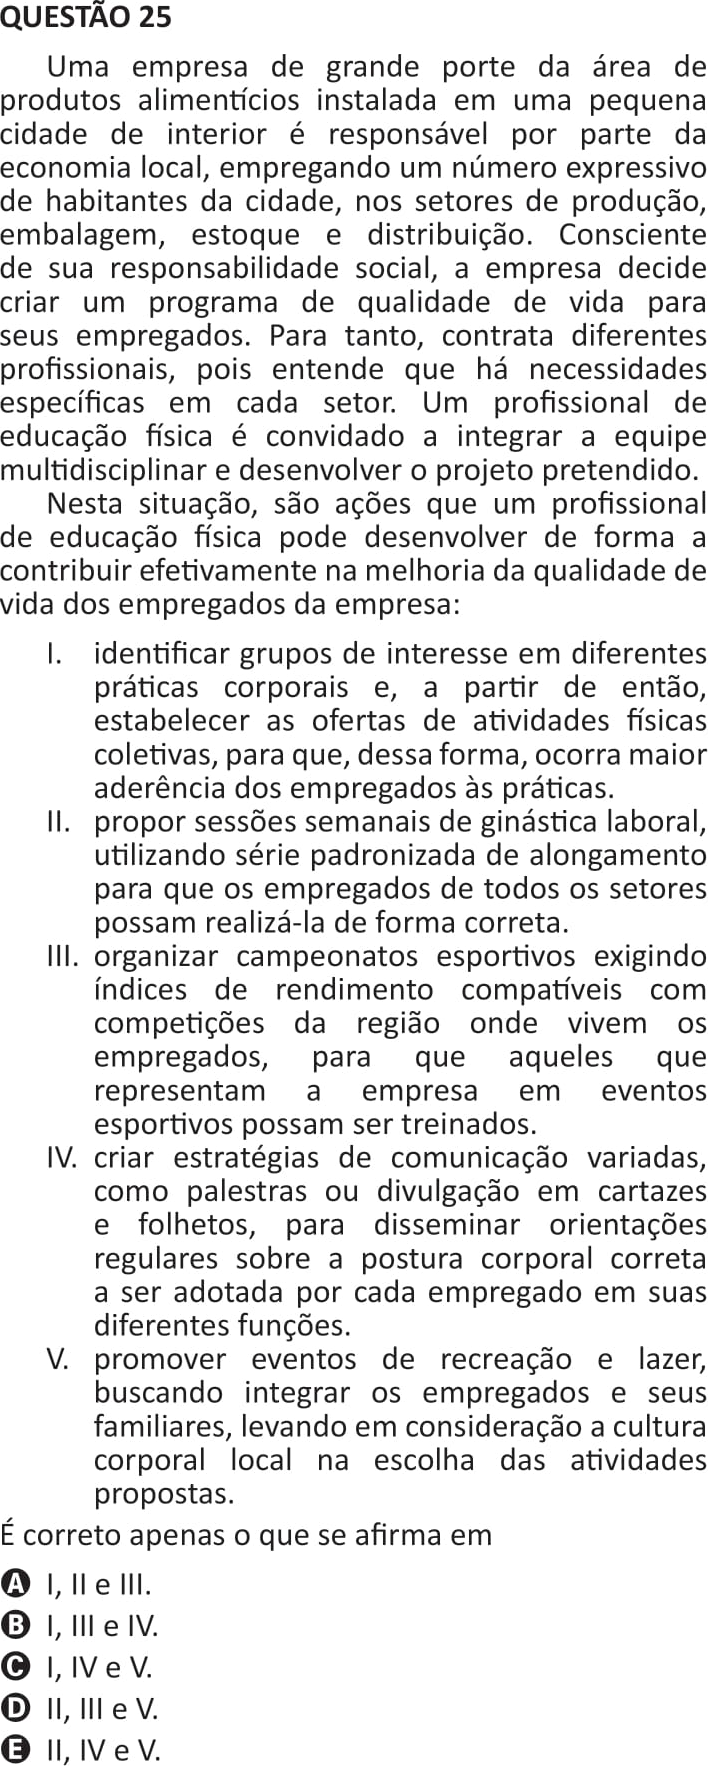 QUESTÃO 25
Uma empresa de grande porte da área de
produtos alimentícios instalada em uma pequena
cidade de interior é responsável por parte da
economia local, empregando um número expressivo
de habitantes da cidade, nos setores de produção,
embalagem, estoque e distribuição. Consciente
de sua responsabilidade social, a empresa decide
criar um programa de qualidade de vida para
seus empregados. Para tanto, contrata diferentes
profissionais, pois entende que há necessidades
específicas em cada setor. Um profissional de
educação física é convidado a integrar a equipe
multidisciplinar e desenvolver o projeto pretendido.
Nesta situação, são ações que um profissional
de educação física pode desenvolver de forma a
contribuir efetivamente na melhoria da qualidade de
vida dos empregados da empresa:
I. identificar grupos de interesse em diferentes
práticas corporais e, a partir de então,
estabelecer as ofertas de atividades físicas
coletivas, para que, dessa forma, ocorra maior
aderência dos empregados às práticas.
II. propor sessões semanais de ginástica laboral,
utilizando série padronizada de alongamento
para que os empregados de todos os setores
possam realizá-la de forma correta.
III. organizar campeonatos esportivos exigindo
índices de rendimento compatíveis com
competições da região onde vivem os
empregados, para que aqueles que
representam a empresa em eventos
esportivos possam ser treinados.
IV. criar estratégias de comunicação variadas,
como palestras ou divulgação em cartazes
e folhetos, para disseminar orientações
regulares sobre a postura corporal correta
a ser adotada por cada empregado em suas
diferentes funções.
V. promover eventos de recreação e lazer,
buscando integrar os empregados e seus
familiares, levando em consideração a cultura
corporal local na escolha das atividades
propostas.
É correto apenas o que se afirma em
A I, II e III.
B I, III e IV.
C I, IV e V.
D II, III e V.
E II, IV e V.